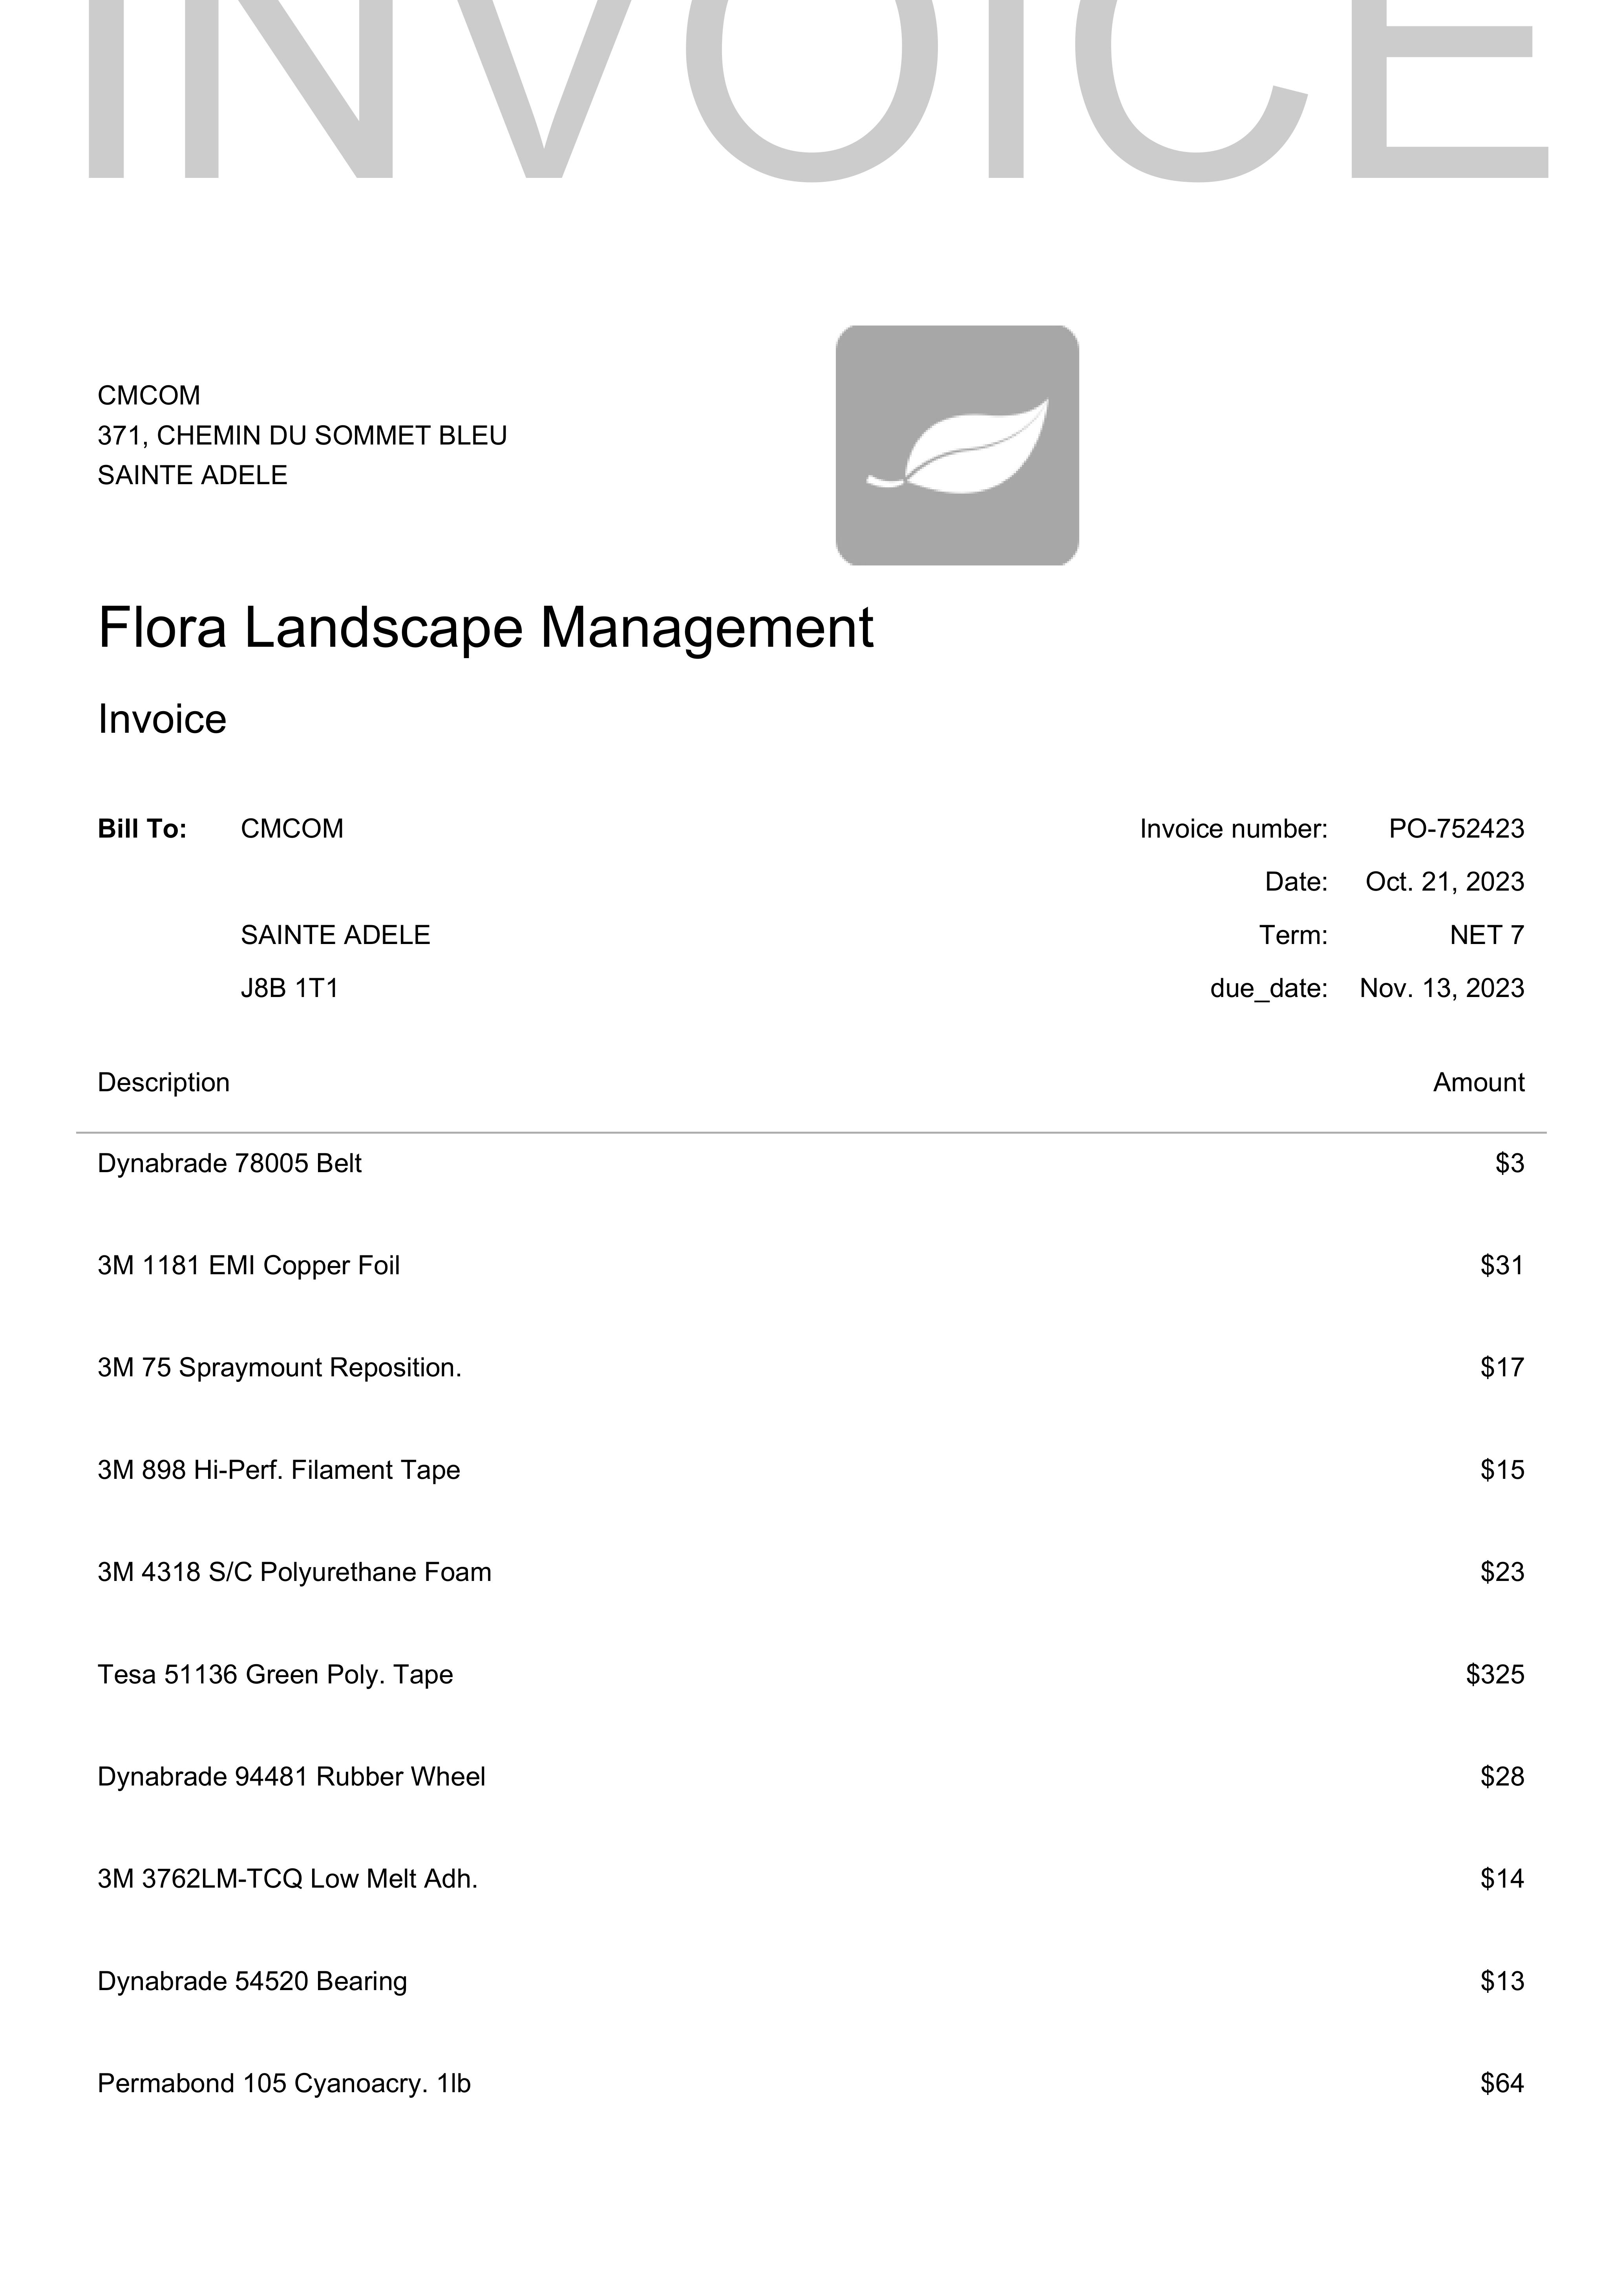 INVOICE
CMCOM
371, CHEMIN DU SOMMET BLEU
SAINTE ADELE
Flora Landscape Management
Invoice
Bill To: CMCOM Invoice number: PO-752423
Date: Oct. 21, 2023
SAINTE ADELE Term: NET 7
J8B 1T1 due_date: Nov. 13, 2023
Description Amount
Dynabrade 78005 Belt $3
3M 1181 EMI Copper Foil $31
3M 75 Spraymount Reposition. $17
3M 898 Hi-Perf. Filament Tape $15
3M 4318 S/C Polyurethane Foam $23
Tesa 51136 Green Poly. Tape $325
Dynabrade 94481 Rubber Wheel $28
3M 3762LM-TCQ Low Melt Adh. $14
Dynabrade 54520 Bearing $13
Permabond 105 Cyanoacry. 1lb $64